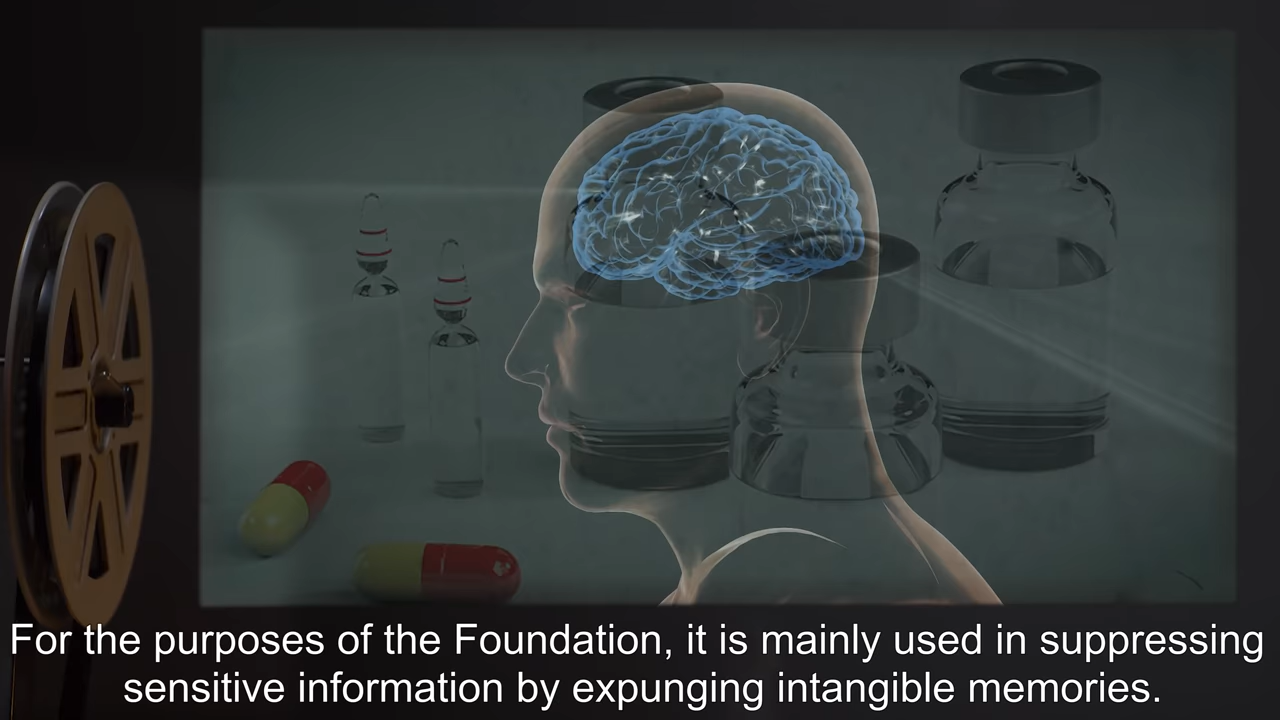 For the purposes of the Foundation, it is mainly used in suppressing
sensitive information by expunging intangible memories.